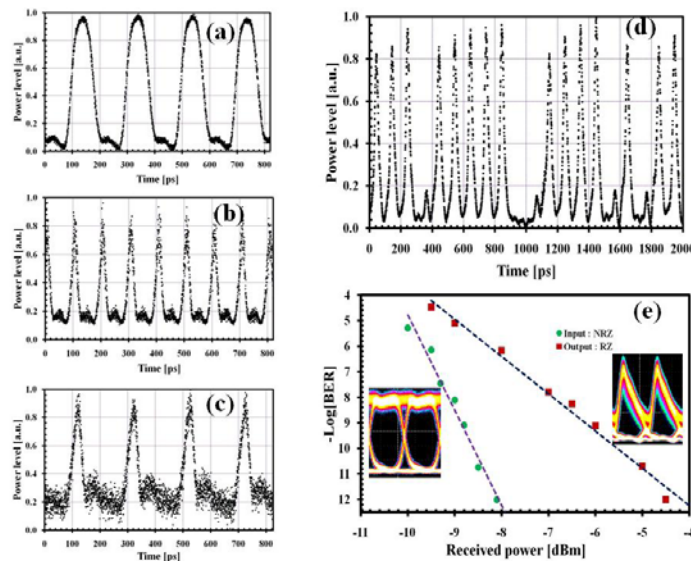 (a)
Power level [a.u.]
1.0
0.8
0.6
0.4
0.2
0.0
0 100 200 300 400 500 600 700 800
Time [ps]
(b)
Power level [a.u.]
1.0
0.8
0.6
0.4
0.2
0.0
0 100 200 300 400 500 600 700 800
Time [ps]
(c)
Power level [a.u.]
1.0
0.8
0.6
0.4
0.2
0.0
0 100 200 300 400 500 600 700 800
Time [ps]
(d)
Power level [a.u.]
1.0
0.8
0.6
0.4
0.2
0.0
0 200 400 600 800 1000 1200 1400 1600 1800 2000
Time [ps]
(e)
Input : NRZ
Output : RZ
-Log[BER]
4
5
6
7
8
9
10
11
12
-11 -10 -9 -8 -7 -6 -5 -4
Received power [dBm]